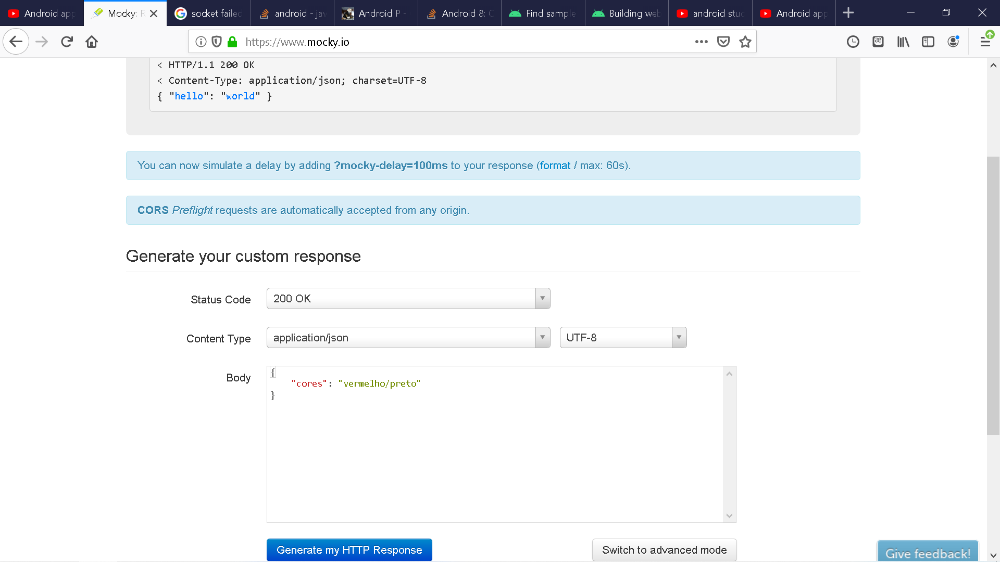 Android app
Mocky: R
socket failed
android - jav
Android P -
Android 8: C
Find sample
Building web
android stud
Android app
https://www.mocky.io
< HTTP/1.1 200 OK
< Content-Type: application/json; charset=UTF-8
{ "hello": "world" }
You can now simulate a delay by adding ?mocky-delay=100ms to your response (format / max: 60s).
CORS Preflight requests are automatically accepted from any origin.
Generate your custom response
Status Code
200 OK
Content Type
application/json
UTF-8
Body
{
"cores": "vermelho/preto"
}
Generate my HTTP Response
Switch to advanced mode
Give feedback!